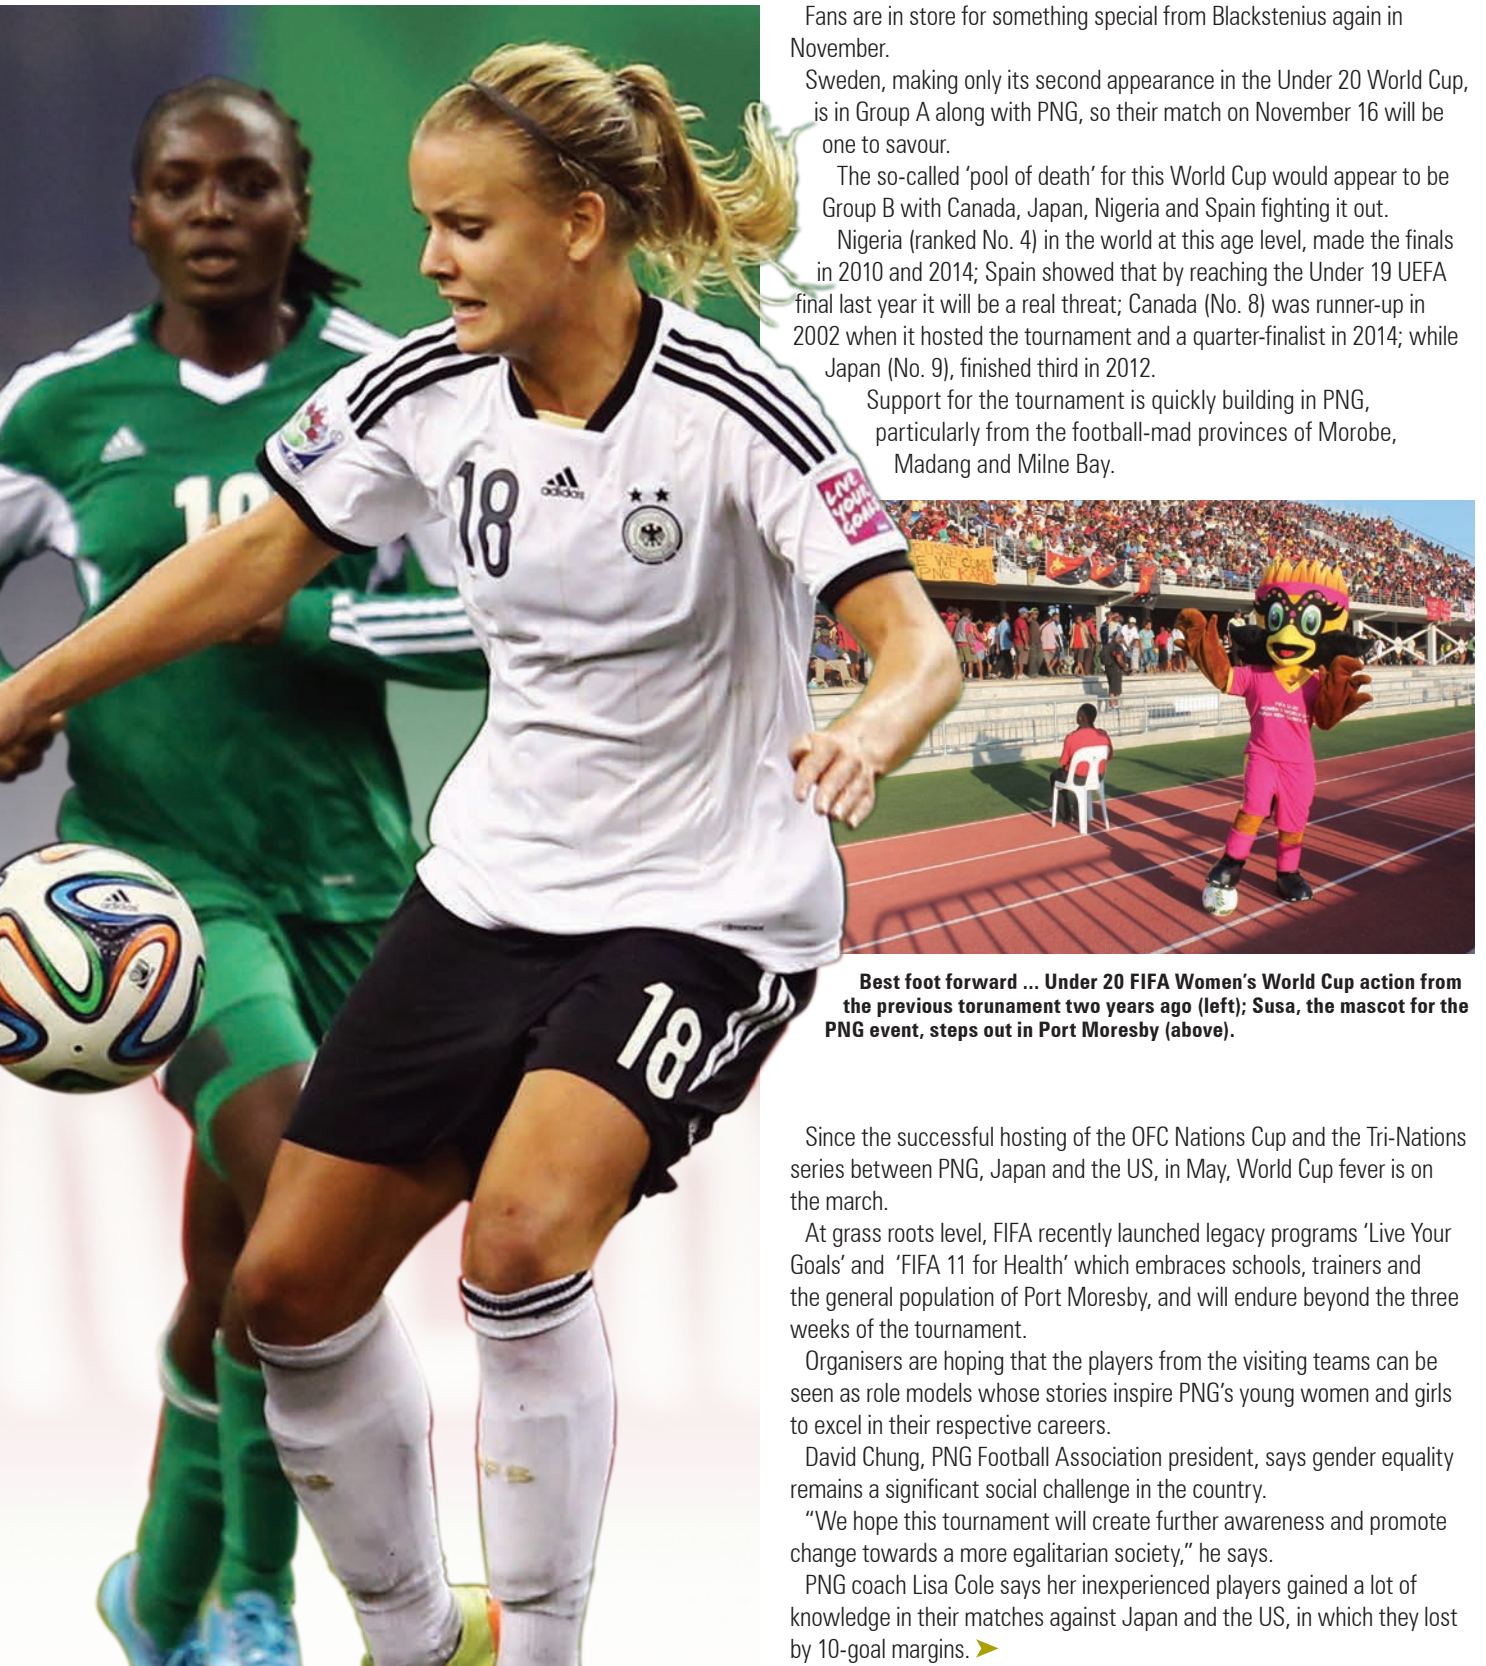 Fans are in store for something special from Blackstenius again in
November.
Sweden, making only its second appearance in the Under 20 World Cup,
is in Group A along with PNG, so their match on November 16 will be
one to savour.
The so-called ‘pool of death’ for this World Cup would appear to be
Group B with Canada, Japan, Nigeria and Spain fighting it out.
Nigeria (ranked No. 4) in the world at this age level, made the finals
in 2010 and 2014; Spain showed that by reaching the Under 19 UEFA
final last year it will be a real threat; Canada (No. 8) was runner-up in
2002 when it hosted the tournament and a quarter-finalist in 2014; while
Japan (No. 9), finished third in 2012.
Support for the tournament is quickly building in PNG,
particularly from the football-mad provinces of Morobe,
Madang and Milne Bay.
10
18
adidas
LIVE
YOUR
GOALS
adidas
18
Best foot forward ... Under 20 FIFA Women’s World Cup action from
the previous torunament two years ago (left); Susa, the mascot for the
PNG event, steps out in Port Moresby (above).
Since the successful hosting of the OFC Nations Cup and the Tri-Nations
series between PNG, Japan and the US, in May, World Cup fever is on
the march.
At grass roots level, FIFA recently launched legacy programs ‘Live Your
Goals’ and ‘FIFA 11 for Health’ which embraces schools, trainers and
the general population of Port Moresby, and will endure beyond the three
weeks of the tournament.
Organisers are hoping that the players from the visiting teams can be
seen as role models whose stories inspire PNG’s young women and girls
to excel in their respective careers.
David Chung, PNG Football Association president, says gender equality
remains a significant social challenge in the country.
“We hope this tournament will create further awareness and promote
change towards a more egalitarian society,” he says.
PNG coach Lisa Cole says her inexperienced players gained a lot of
knowledge in their matches against Japan and the US, in which they lost
by 10-goal margins.